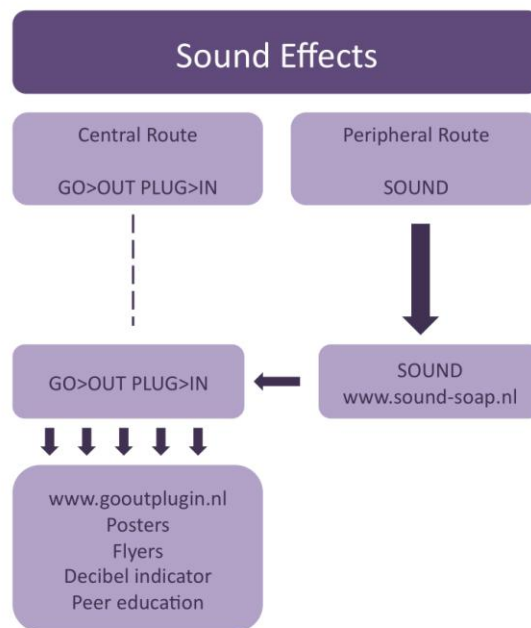 Sound Effects
Central Route
GO>OUT PLUG>IN
Peripheral Route
SOUND
GO>OUT PLUG>IN
SOUND
www.sound-soap.nl
www.gooutplugin.nl
Posters
Flyers
Decibel indicator
Peer education